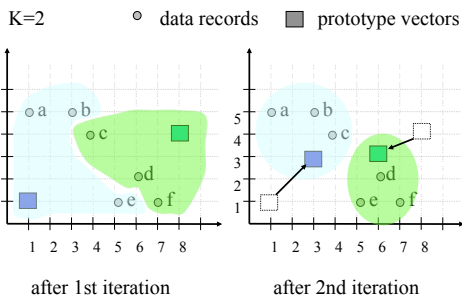 K=2 data records prototype vectors
a b
c
d
e f
1 2 3 4 5 6 7 8
after 1st iteration
5 a b
4 c
3
2 d
1 e f
1 2 3 4 5 6 7 8
after 2nd iteration